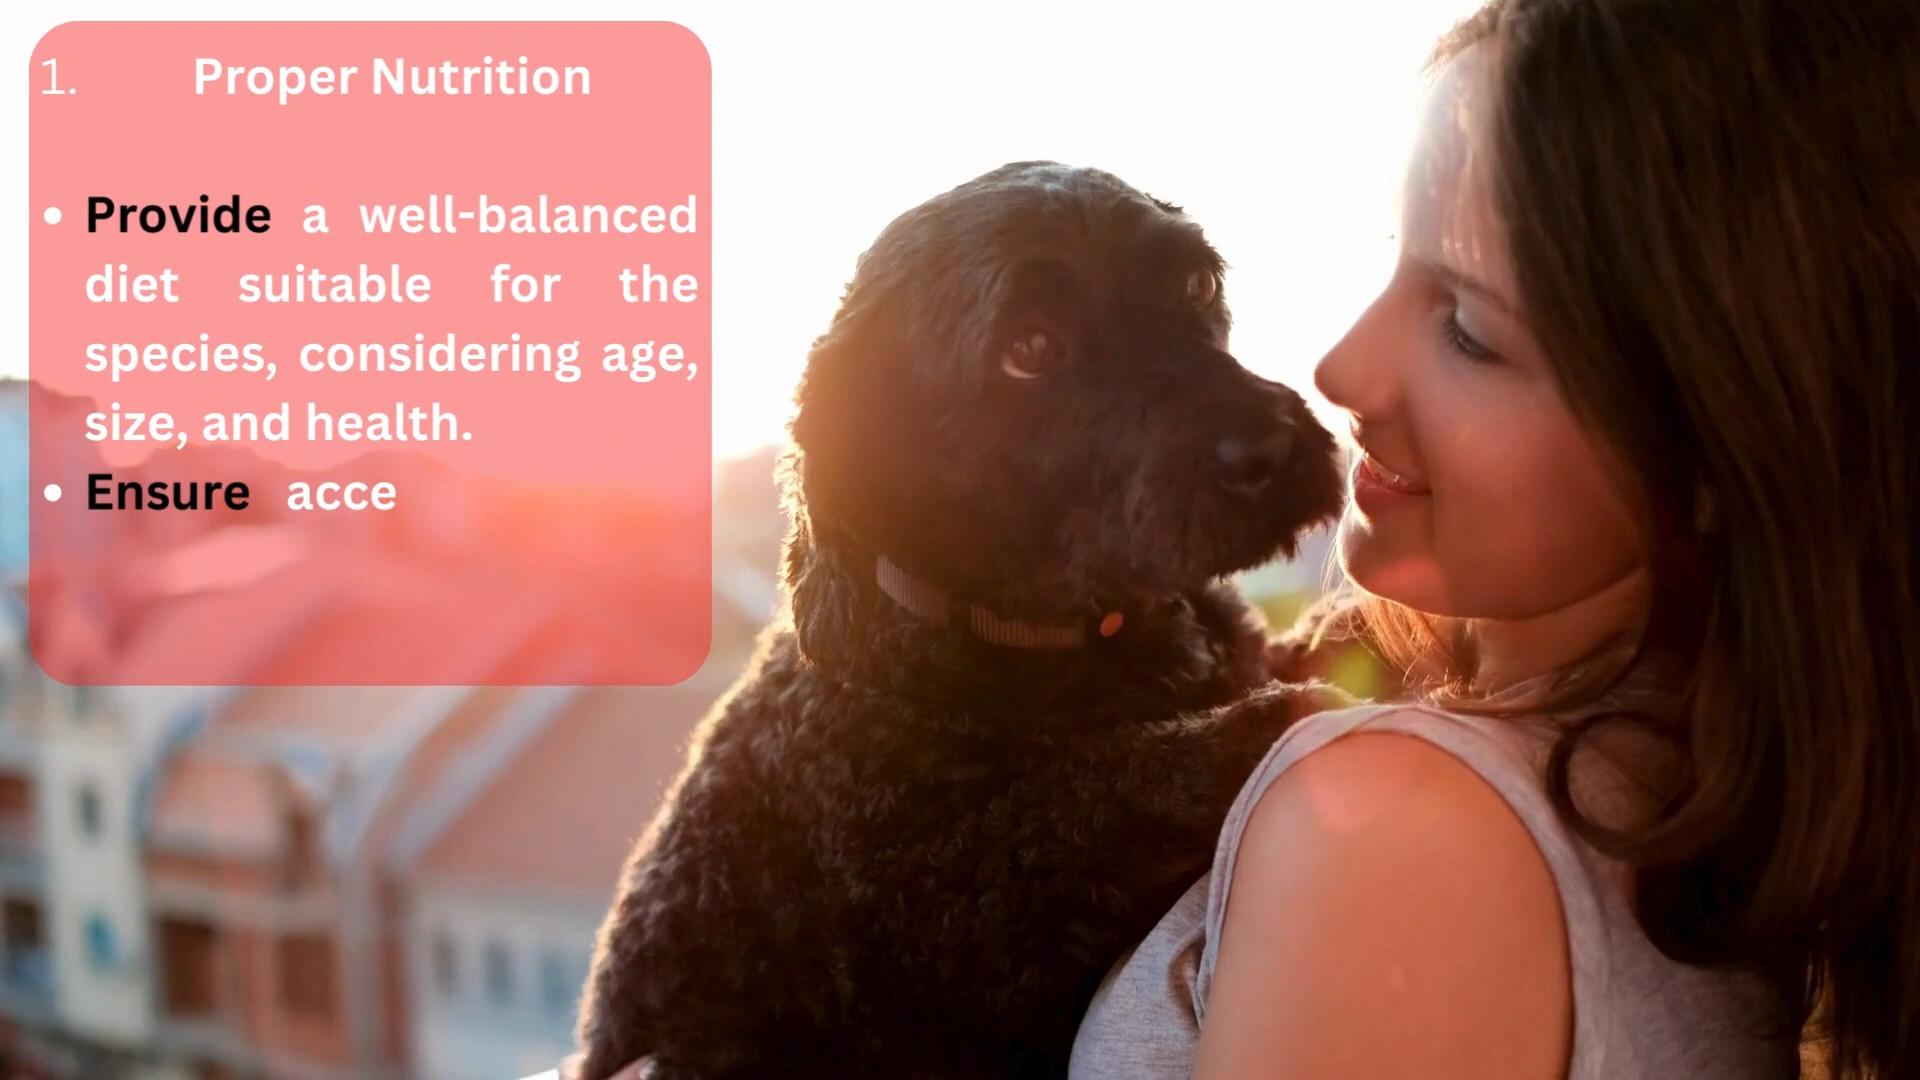 1. Proper Nutrition
• Provide a well-balanced
diet suitable for the
species, considering age,
size, and health.
• Ensure acce